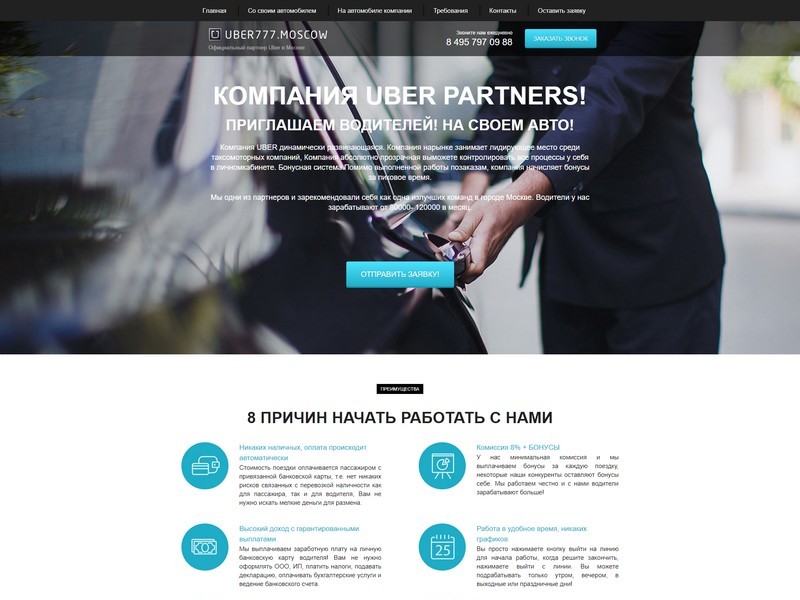 Главная Со своим автомобилем На автомобиле компании Требования Контакты Оставить заявку
UBER777.MOSCOW
Официальный партнер Uber в Москве
Звоните нам ежедневно
8 495 797 09 88
ЗАКАЗАТЬ ЗВОНОК
КОМПАНИЯ UBER PARTNERS!
ПРИГЛАШАЕМ ВОДИТЕЛЕЙ! НА СВОЕМ АВТО!
Компания UBER динамически развивающаяся. Компания нарынке занимает лидирующее место среди
таксомоторных компаний, Компания абсолютно прозрачная выможете контролировать все процессы у себя
в личномкабинете. Бонусная система.Помимо выполненной работы позаказам, компания начисляет бонусы
за пиковое время.
Мы одни из партнеров и зарекомендовали себя как одна излучших команд в городе Москве. Водители у нас
зарабатывают от 80000- 120000 в месяц.
ОТПРАВИТЬ ЗАЯВКУ!
ПРЕИМУЩЕСТВА
8 ПРИЧИН НАЧАТЬ РАБОТАТЬ С НАМИ
Никаких наличных, оплата происходит
автоматически
Стоимость поездки оплачивается пассажиром с
привязанной банковской карты, т.е. нет никаких
рисков связанных с перевозкой наличности как
для пассажира, так и для водителя, Вам не
нужно искать мелкие деньги для размена.
Комиссия 8% + БОНУСЫ
У нас минимальная комиссия и мы
выплачиваем бонусы за каждую поездку,
некоторые наши конкуренты оставляют бонусы
себе. Мы работаем честно и с нами водители
зарабатывают больше!
Высокий доход с гарантированными
выплатами
Мы выплачиваем заработную плату на личную
банковскую карту водителя! Вам не нужно
оформлять ООО, ИП, платить налоги, подавать
декларацию, оплачивать бухгалтерские услуги и
ведение банковского счета.
25
Работа в удобное время, никаких
графиков
Вы просто нажимаете кнопку выйти на линию
для начала работы, когда решите закончить,
нажимаете выйти с линии. Вы можете
подрабатывать только утром, вечером, в
выходные или праздничные дни!